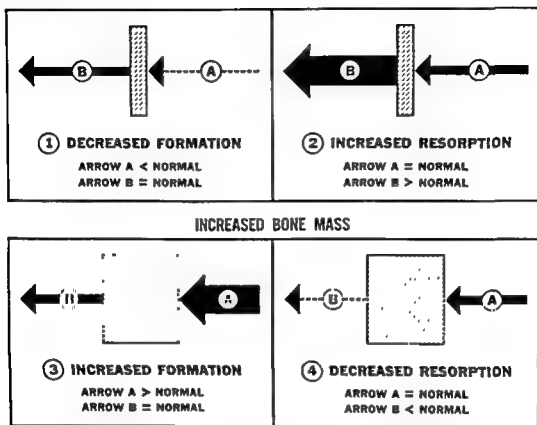 B A
① DECREASED FORMATION
ARROW A < NORMAL
ARROW B = NORMAL
B A
② INCREASED RESORPTION
ARROW A = NORMAL
ARROW B > NORMAL
INCREASED BONE MASS
B A
③ INCREASED FORMATION
ARROW A > NORMAL
ARROW B = NORMAL
B A
④ DECREASED RESORPTION
ARROW A = NORMAL
ARROW B < NORMAL